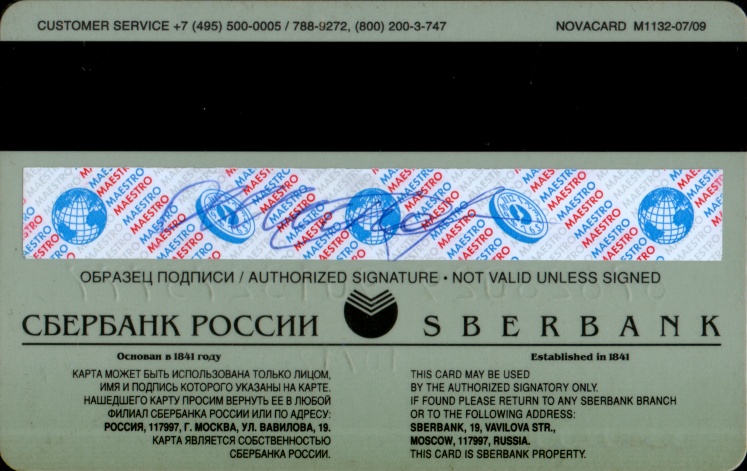 CUSTOMER SERVICE +7 (495) 500-0005 / 788-9272, (800) 200-3-747
NOVACARD M1132-07/09
MAESTRO
ОБРАЗЕЦ ПОДПИСИ / AUTHORIZED SIGNATURE • NOT VALID UNLESS SIGNED
СБЕРБАНК РОССИИ
SBERBANK
Основан в 1841 году
Established in 1841
КАРТА МОЖЕТ БЫТЬ ИСПОЛЬЗОВАНА ТОЛЬКО ЛИЦОМ,
ИМЯ И ПОДПИСЬ КОТОРОГО УКАЗАНЫ НА КАРТЕ.
НАШЕДШЕГО КАРТУ ПРОСИМ ВЕРНУТЬ ЕЕ В ЛЮБОЙ
ФИЛИАЛ СБЕРБАНКА РОССИИ ИЛИ ПО АДРЕСУ:
РОССИЯ, 117997, Г. МОСКВА, УЛ. ВАВИЛОВА, 19.
КАРТА ЯВЛЯЕТСЯ СОБСТВЕННОСТЬЮ
СБЕРБАНКА РОССИИ.
THIS CARD MAY BE USED
BY THE AUTHORIZED SIGNATORY ONLY.
IF FOUND PLEASE RETURN TO ANY SBERBANK BRANCH
OR TO THE FOLLOWING ADDRESS:
SBERBANK, 19, VAVILOVA STR.,
MOSCOW, 117997, RUSSIA.
THIS CARD IS SBERBANK PROPERTY.